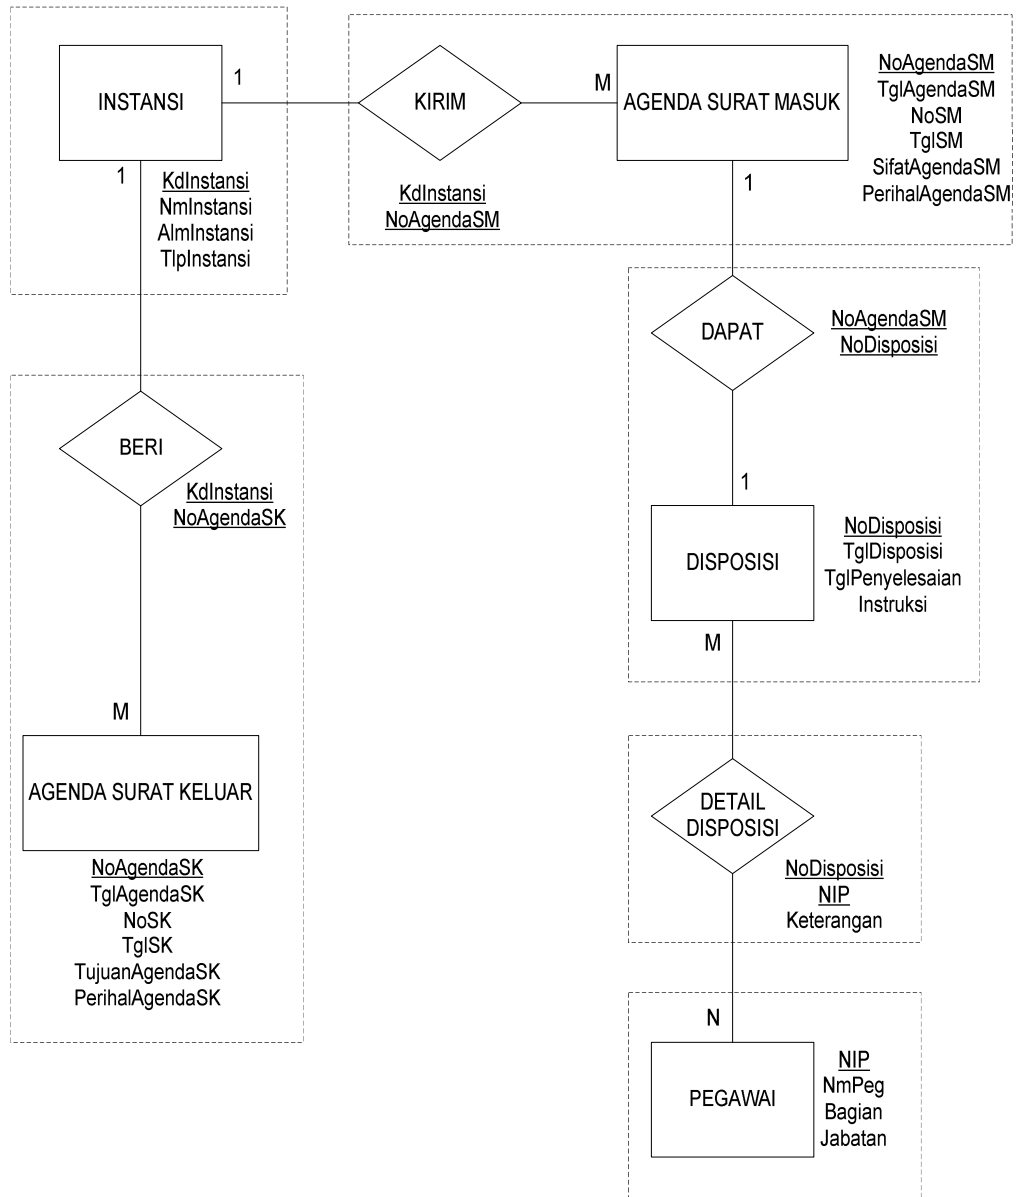 INSTANSI
1
1
KdInstansi
NmInstansi
AlmInstansi
TlpInstansi
KIRIM
KdInstansi
NoAgendaSM
M
AGENDA SURAT MASUK
1
NoAgendaSM
TglAgendaSM
NoSM
TglSM
SifatAgendaSM
PerihalAgendaSM
DAPAT
NoAgendaSM
NoDisposisi
1
DISPOSISI
M
NoDisposisi
TglDisposisi
TglPenyelesaian
Instruksi
BERI
KdInstansi
NoAgendaSK
M
AGENDA SURAT KELUAR
NoAgendaSK
TglAgendaSK
NoSK
TglSK
TujuanAgendaSK
PerihalAgendaSK
DETAIL
DISPOSISI
NoDisposisi
NIP
Keterangan
N
PEGAWAI
NIP
NmPeg
Bagian
Jabatan